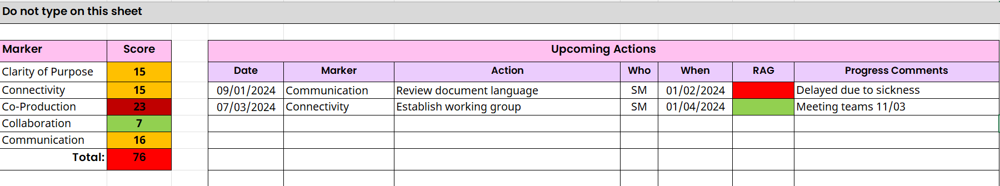 Do not type on this sheet
Marker Score
Clarity of Purpose 15
Connectivity 15
Co-Production 23
Collaboration 7
Communication 16
Total: 76
Upcoming Actions
Date Marker Action Who When RAG Progress Comments
09/01/2024 Communication Review document language SM 01/02/2024 Delayed due to sickness
07/03/2024 Connectivity Establish working group SM 01/04/2024 Meeting teams 11/03